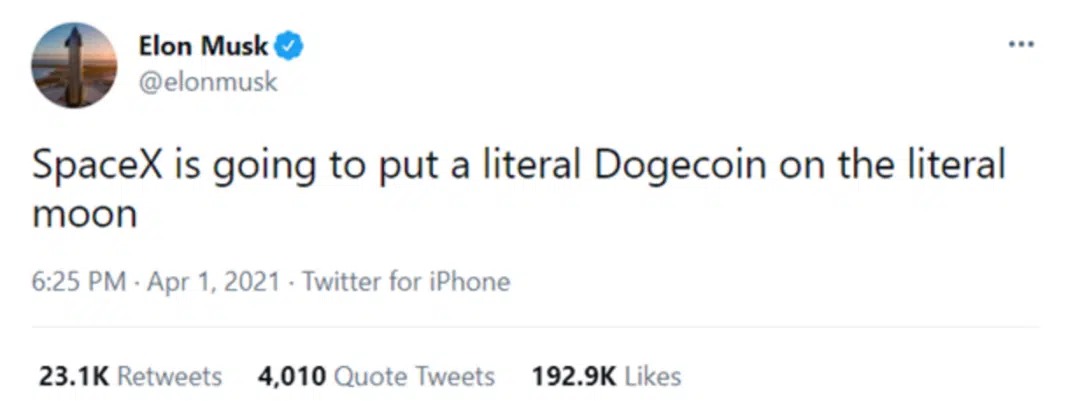 Elon Musk
@elonmusk
SpaceX is going to put a literal Dogecoin on the literal
moon
6:25 PM · Apr 1, 2021 · Twitter for iPhone
23.1K Retweets 4,010 Quote Tweets 192.9K Likes